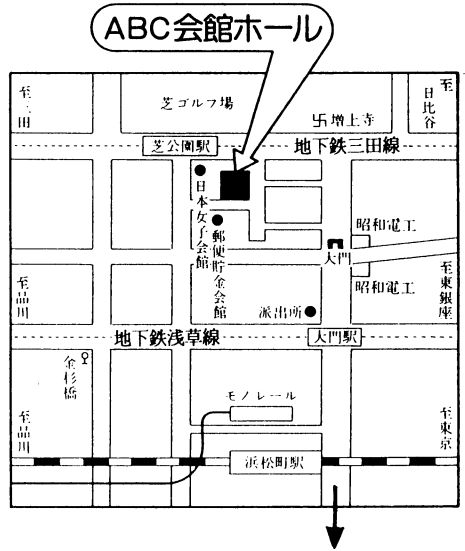 ABC会館ホール
至三田
芝ゴルフ場
卐増上寺
至日比谷
芝公園駅
地下鉄三田線
日本女子会館
郵便貯金会館
昭和電工
大門
昭和電工
至品川
至東銀座
派出所
地下鉄浅草線
大門駅
金杉橋
モノレール
至品川
至東京
浜松町駅